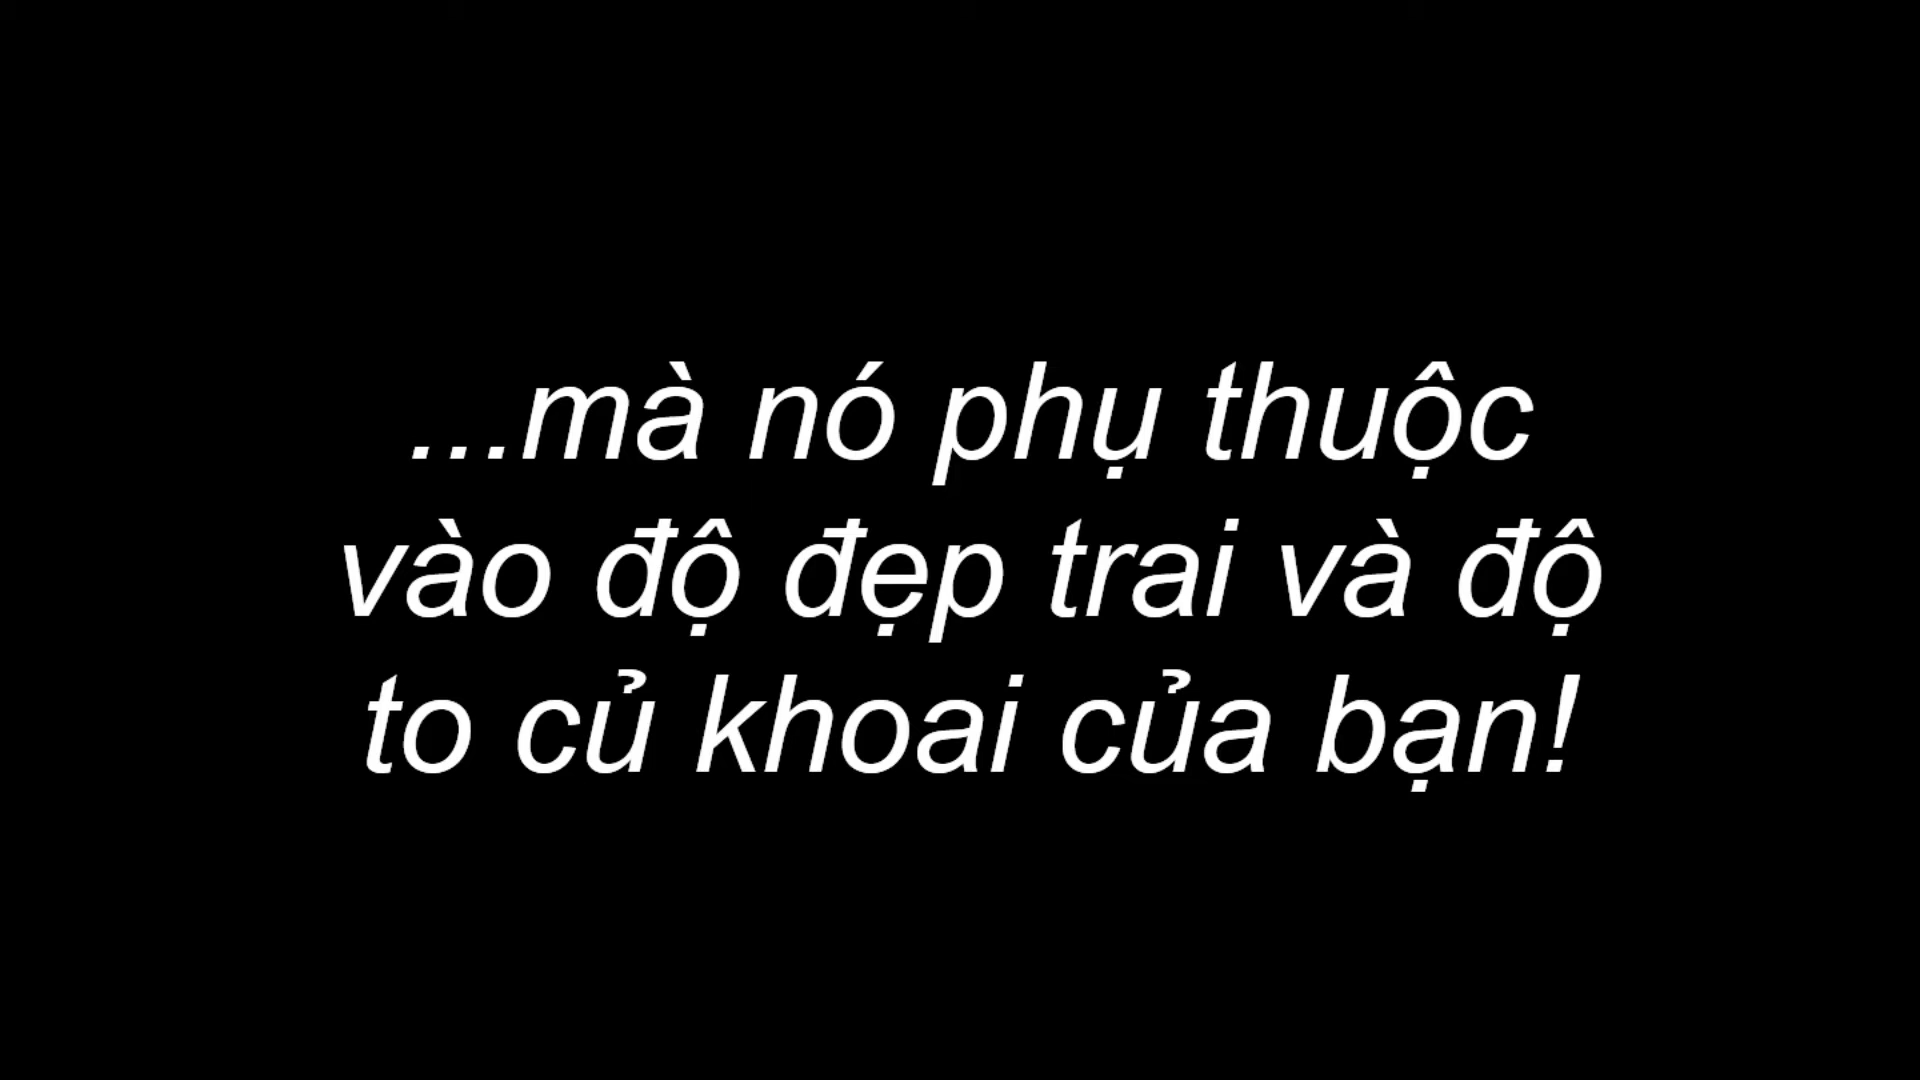 ...mà nó phụ thuộc
vào độ đẹp trai và độ
to củ khoai của bạn!